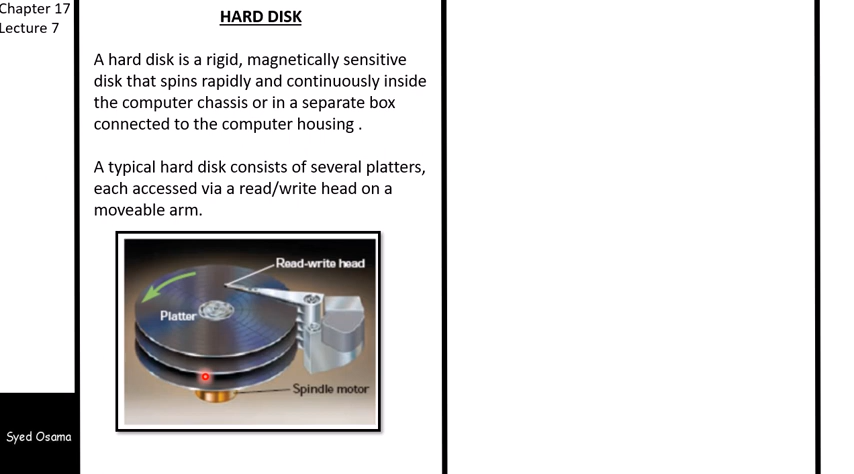 Chapter 17
Lecture 7
HARD DISK
A hard disk is a rigid, magnetically sensitive
disk that spins rapidly and continuously inside
the computer chassis or in a separate box
connected to the computer housing .
A typical hard disk consists of several platters,
each accessed via a read/write head on a
moveable arm.
Read-write head
Platter
Spindle motor
Syed Osama